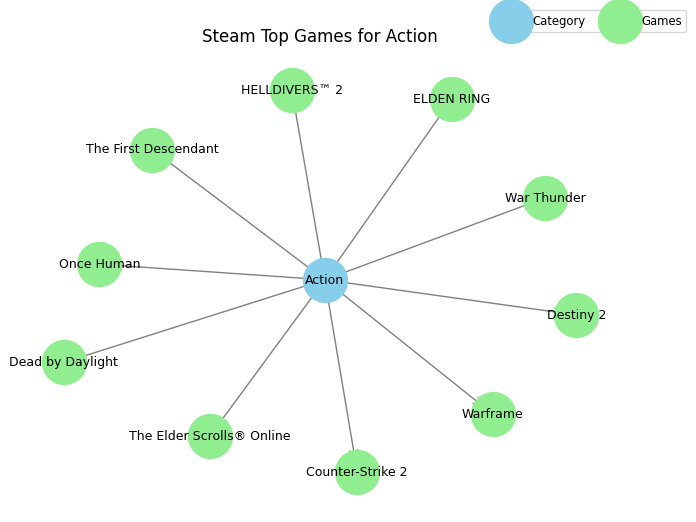 Category
Games
Steam Top Games for Action
HELLDIVERS™ 2
ELDEN RING
The First Descendant
War Thunder
Once Human
Action
Destiny 2
Dead by Daylight
Warframe
The Elder Scrolls® Online
Counter-Strike 2